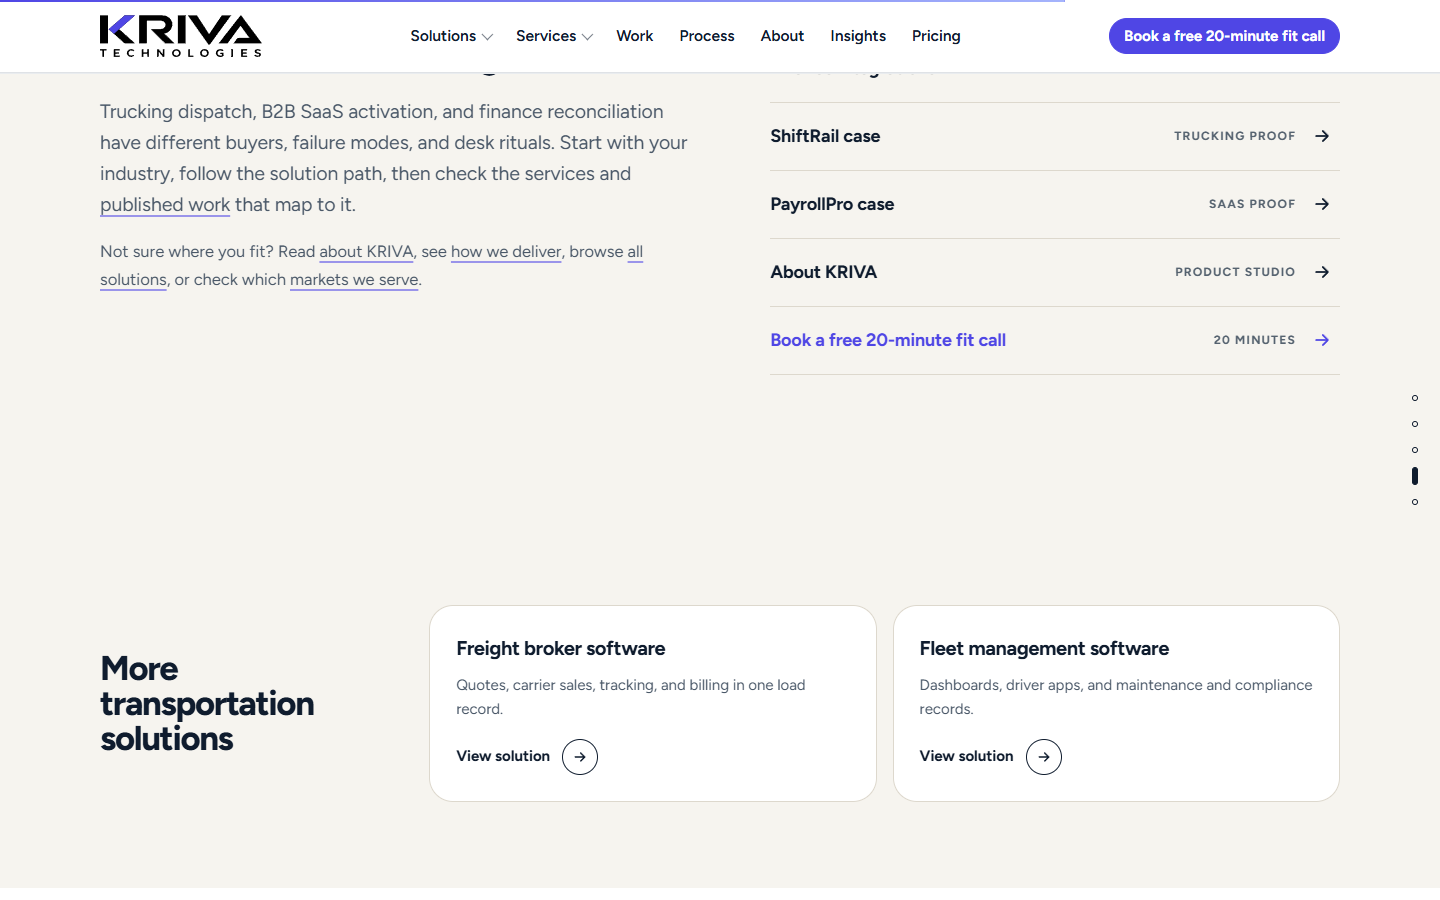 KRIVA
TECHNOLOGIES
Solutions
Services
Work
Process
About
Insights
Pricing
Book a free 20-minute fit call
Trucking dispatch, B2B SaaS activation, and finance reconciliation
have different buyers, failure modes, and desk rituals. Start with your
industry, follow the solution path, then check the services and
published work that map to it.
Not sure where you fit? Read about KRIVA, see how we deliver, browse all
solutions, or check which markets we serve.
ShiftRail case
TRUCKING PROOF
PayrollPro case
SAAS PROOF
About KRIVA
PRODUCT STUDIO
Book a free 20-minute fit call
20 MINUTES
More
transportation
solutions
Freight broker software
Quotes, carrier sales, tracking, and billing in one load
record.
View solution
Fleet management software
Dashboards, driver apps, and maintenance and compliance
records.
View solution